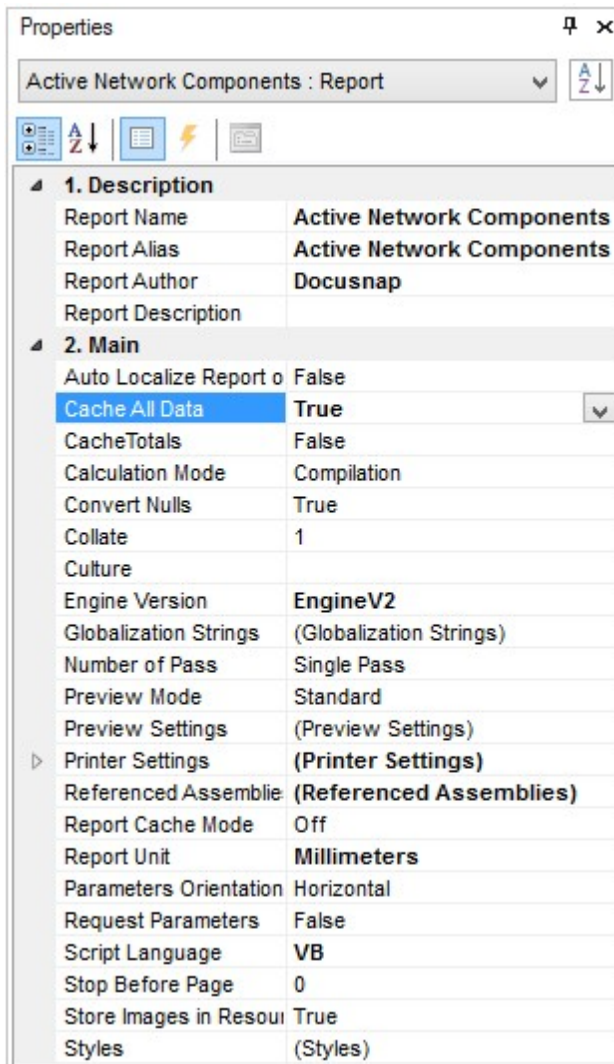 Properties
Active Network Components : Report
1. Description
Report Name Active Network Components
Report Alias Active Network Components
Report Author Docusnap
Report Description
2. Main
Auto Localize Report o False
Cache All Data True
CacheTotals False
Calculation Mode Compilation
Convert Nulls True
Collate 1
Culture
Engine Version EngineV2
Globalization Strings (Globalization Strings)
Number of Pass Single Pass
Preview Mode Standard
Preview Settings (Preview Settings)
Printer Settings (Printer Settings)
Referenced Assemblie (Referenced Assemblies)
Report Cache Mode Off
Report Unit Millimeters
Parameters Orientation Horizontal
Request Parameters False
Script Language VB
Stop Before Page 0
Store Images in Resour True
Styles (Styles)